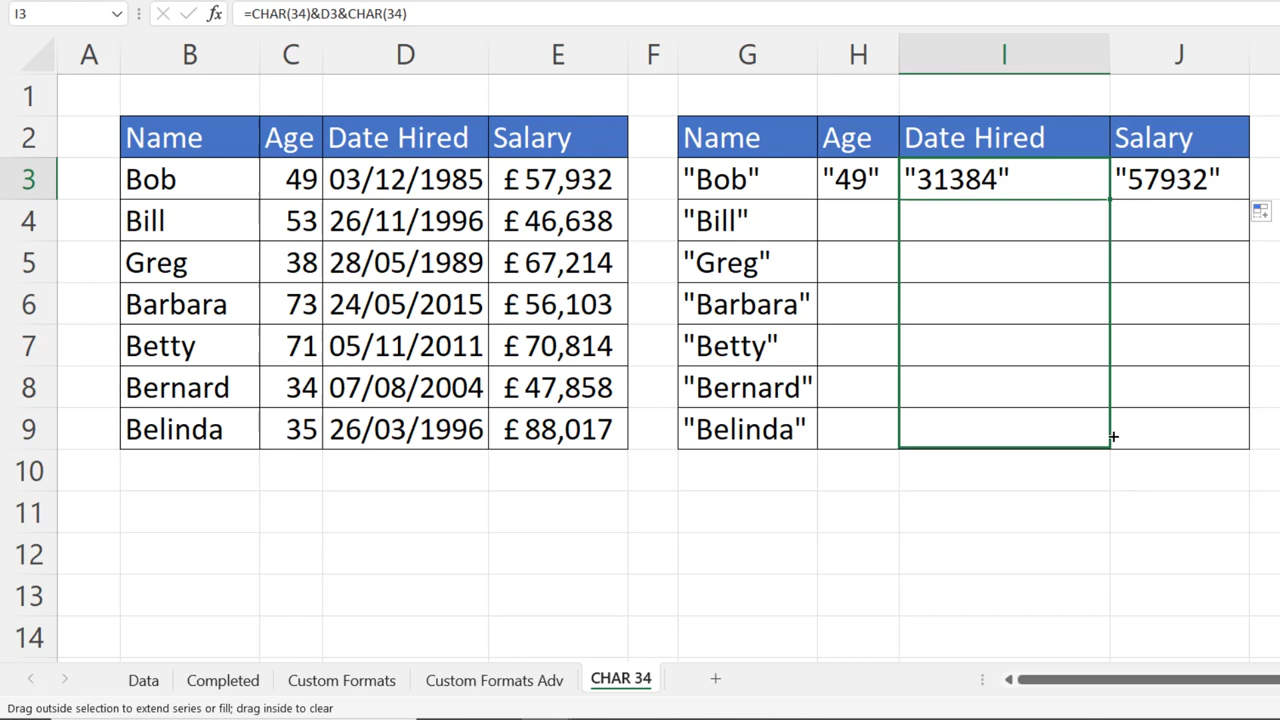 I3 fx =CHAR(34)&D3&CHAR(34)
A B C D E F G H I J
1
2 Name Age Date Hired Salary Name Age Date Hired Salary
3 Bob 49 03/12/1985 £ 57,932 "Bob" "49" "31384" "57932"
4 Bill 53 26/11/1996 £ 46,638 "Bill"
5 Greg 38 28/05/1989 £ 67,214 "Greg"
6 Barbara 73 24/05/2015 £ 56,103 "Barbara"
7 Betty 71 05/11/2011 £ 70,814 "Betty"
8 Bernard 34 07/08/2004 £ 47,858 "Bernard"
9 Belinda 35 26/03/1996 £ 88,017 "Belinda"
10
11
12
13
14
Data Completed Custom Formats Custom Formats Adv CHAR 34
Drag outside selection to extend series or fill; drag inside to clear